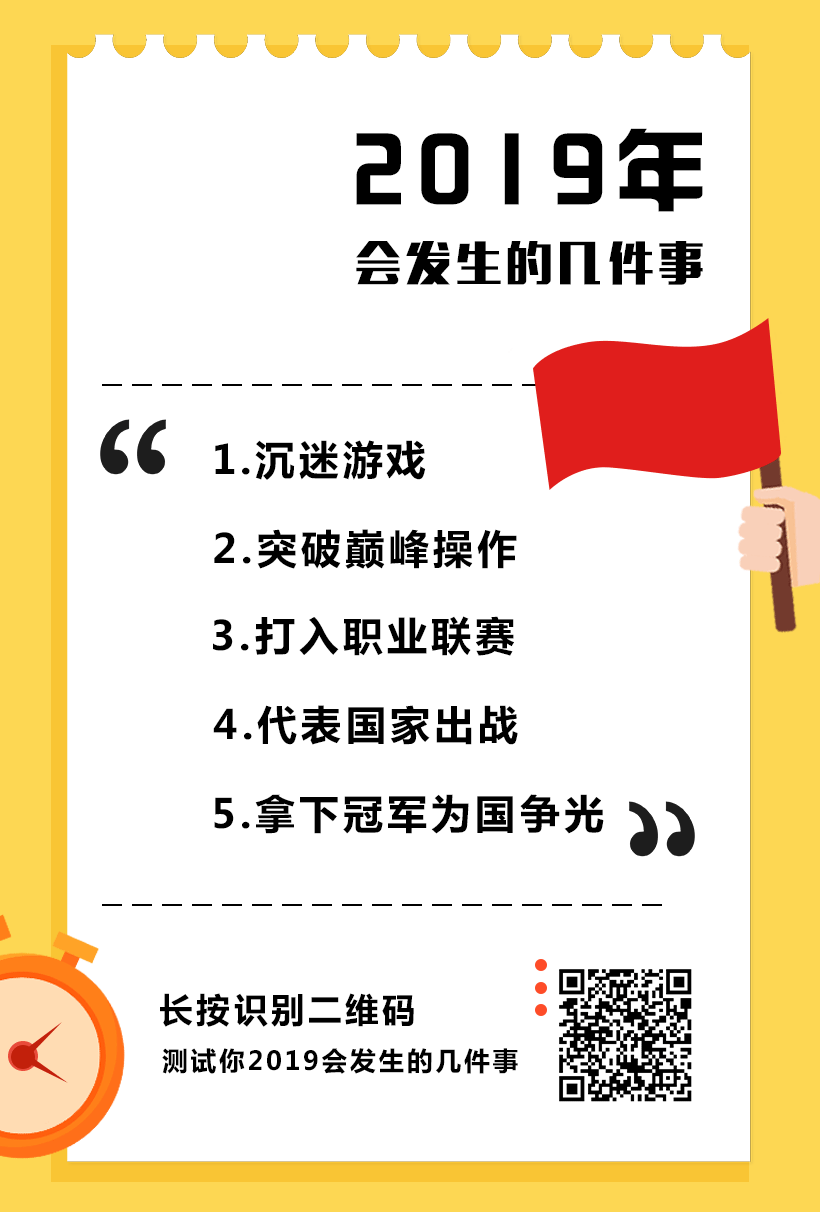 2019年
会发生的几件事
“
1.沉迷游戏
2.突破巅峰操作
3.打入职业联赛
4.代表国家出战
5.拿下冠军为国争光”
长按识别二维码
测试你2019会发生的几件事